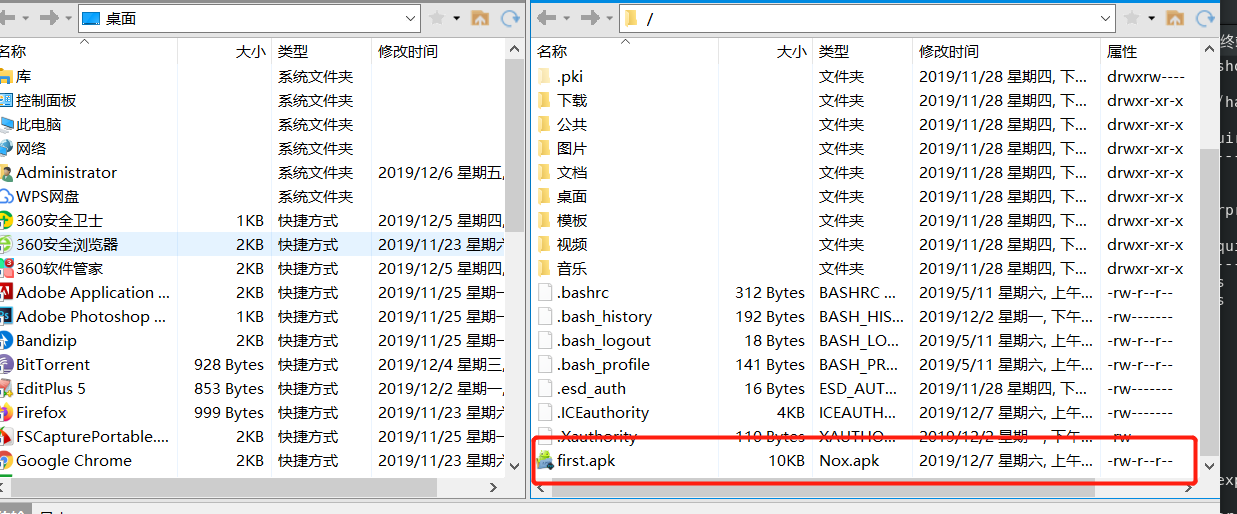 桌面
名称 大小 类型 修改时间
库 系统文件夹
控制面板 系统文件夹
此电脑 系统文件夹
网络 系统文件夹
Administrator 系统文件夹 2019/12/6 星期五,
WPS网盘 系统文件夹
360安全卫士 1KB 快捷方式 2019/12/5 星期四,
360安全浏览器 2KB 快捷方式 2019/11/23 星期六
360软件管家 2KB 快捷方式 2019/12/5 星期四,
Adobe Application ... 2KB 快捷方式 2019/11/25 星期一
Adobe Photoshop ... 1KB 快捷方式 2019/11/25 星期一
Bandizip 2KB 快捷方式 2019/11/25 星期一
BitTorrent 928 Bytes 快捷方式 2019/12/4 星期三,
EditPlus 5 853 Bytes 快捷方式 2019/12/2 星期一,
Firefox 999 Bytes 快捷方式 2019/11/23 星期六
FSCapturePortable.... 2KB 快捷方式 2019/11/25 星期一
Google Chrome 2KB 快捷方式 2019/11/23 星期六
/
名称 大小 类型 修改时间 属性
.pki 文件夹 2019/11/28 星期四, 下... drwxrw----
下载 文件夹 2019/11/28 星期四, 下... drwxr-xr-x
公共 文件夹 2019/11/28 星期四, 下... drwxr-xr-x
图片 文件夹 2019/11/28 星期四, 下... drwxr-xr-x
文档 文件夹 2019/11/28 星期四, 下... drwxr-xr-x
桌面 文件夹 2019/11/28 星期四, 下... drwxr-xr-x
模板 文件夹 2019/11/28 星期四, 下... drwxr-xr-x
视频 文件夹 2019/11/28 星期四, 下... drwxr-xr-x
音乐 文件夹 2019/11/28 星期四, 下... drwxr-xr-x
.bashrc 312 Bytes BASHRC ... 2019/5/11 星期六, 上午... -rw-r--r--
.bash_history 192 Bytes BASH_HIS... 2019/12/2 星期一, 下午... -rw-------
.bash_logout 18 Bytes BASH_LO... 2019/5/11 星期六, 上午... -rw-r--r--
.bash_profile 141 Bytes BASH_PR... 2019/5/11 星期六, 上午... -rw-r--r--
.esd_auth 16 Bytes ESD_AUT... 2019/11/28 星期四, 下... -rw-------
.ICEauthority 4KB ICEAUTH... 2019/12/7 星期六, 上午... -rw-------
.Xauthority 110 Bytes XAUTHO... 2019/12/2 星期一, 下午... -rw-------
first.apk 10KB Nox.apk 2019/12/7 星期六, 上午... -rw-r--r--